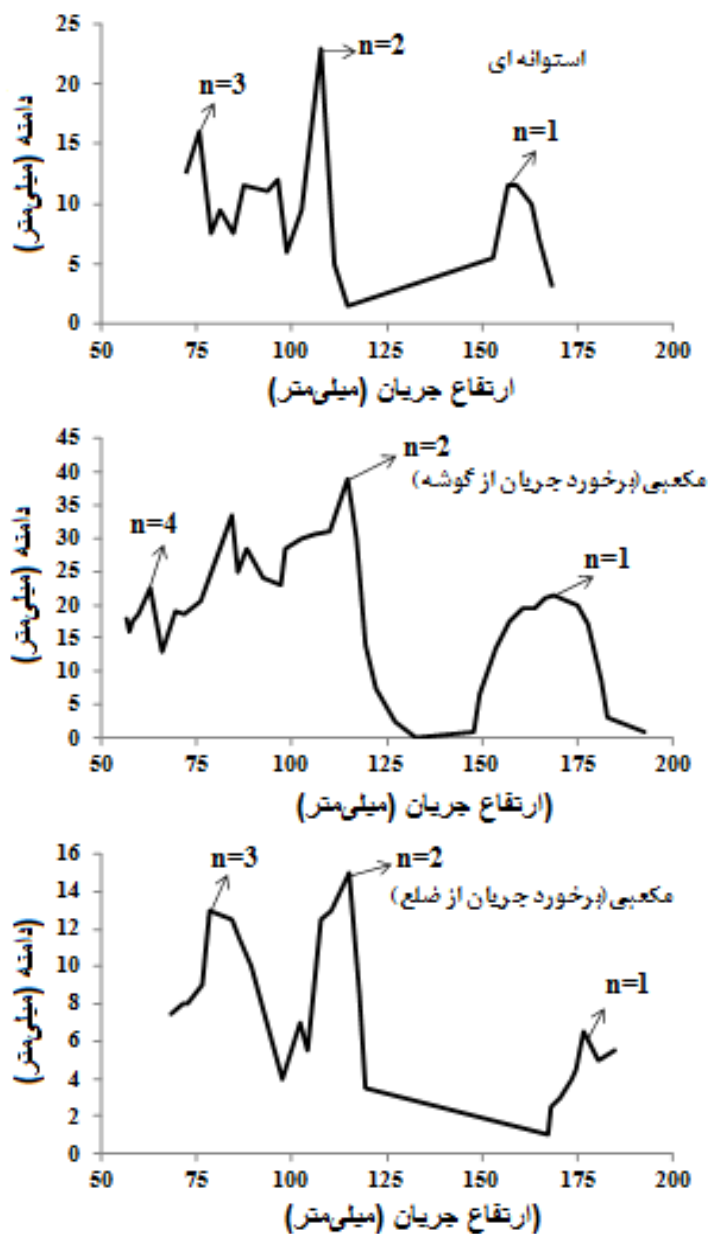 25
20
15
10
5
0
دامنه (میلی‌متر)
n=3
n=2
استوانه ای
n=1
50 75 100 125 150 175 200
ارتفاع جریان (میلی‌متر)
45
40
35
30
25
20
15
10
5
0
دامنه (میلی‌متر)
n=4
n=2
مکعبی(برخورد جریان از گوشه)
n=1
50 75 100 125 150 175 200
ارتفاع جریان (میلی‌متر)
16
14
12
10
8
6
4
2
0
دامنه (میلی‌متر)
n=3
n=2
مکعبی(برخورد جریان از ضلع)
n=1
50 75 100 125 150 175 200
ارتفاع جریان (میلی‌متر)